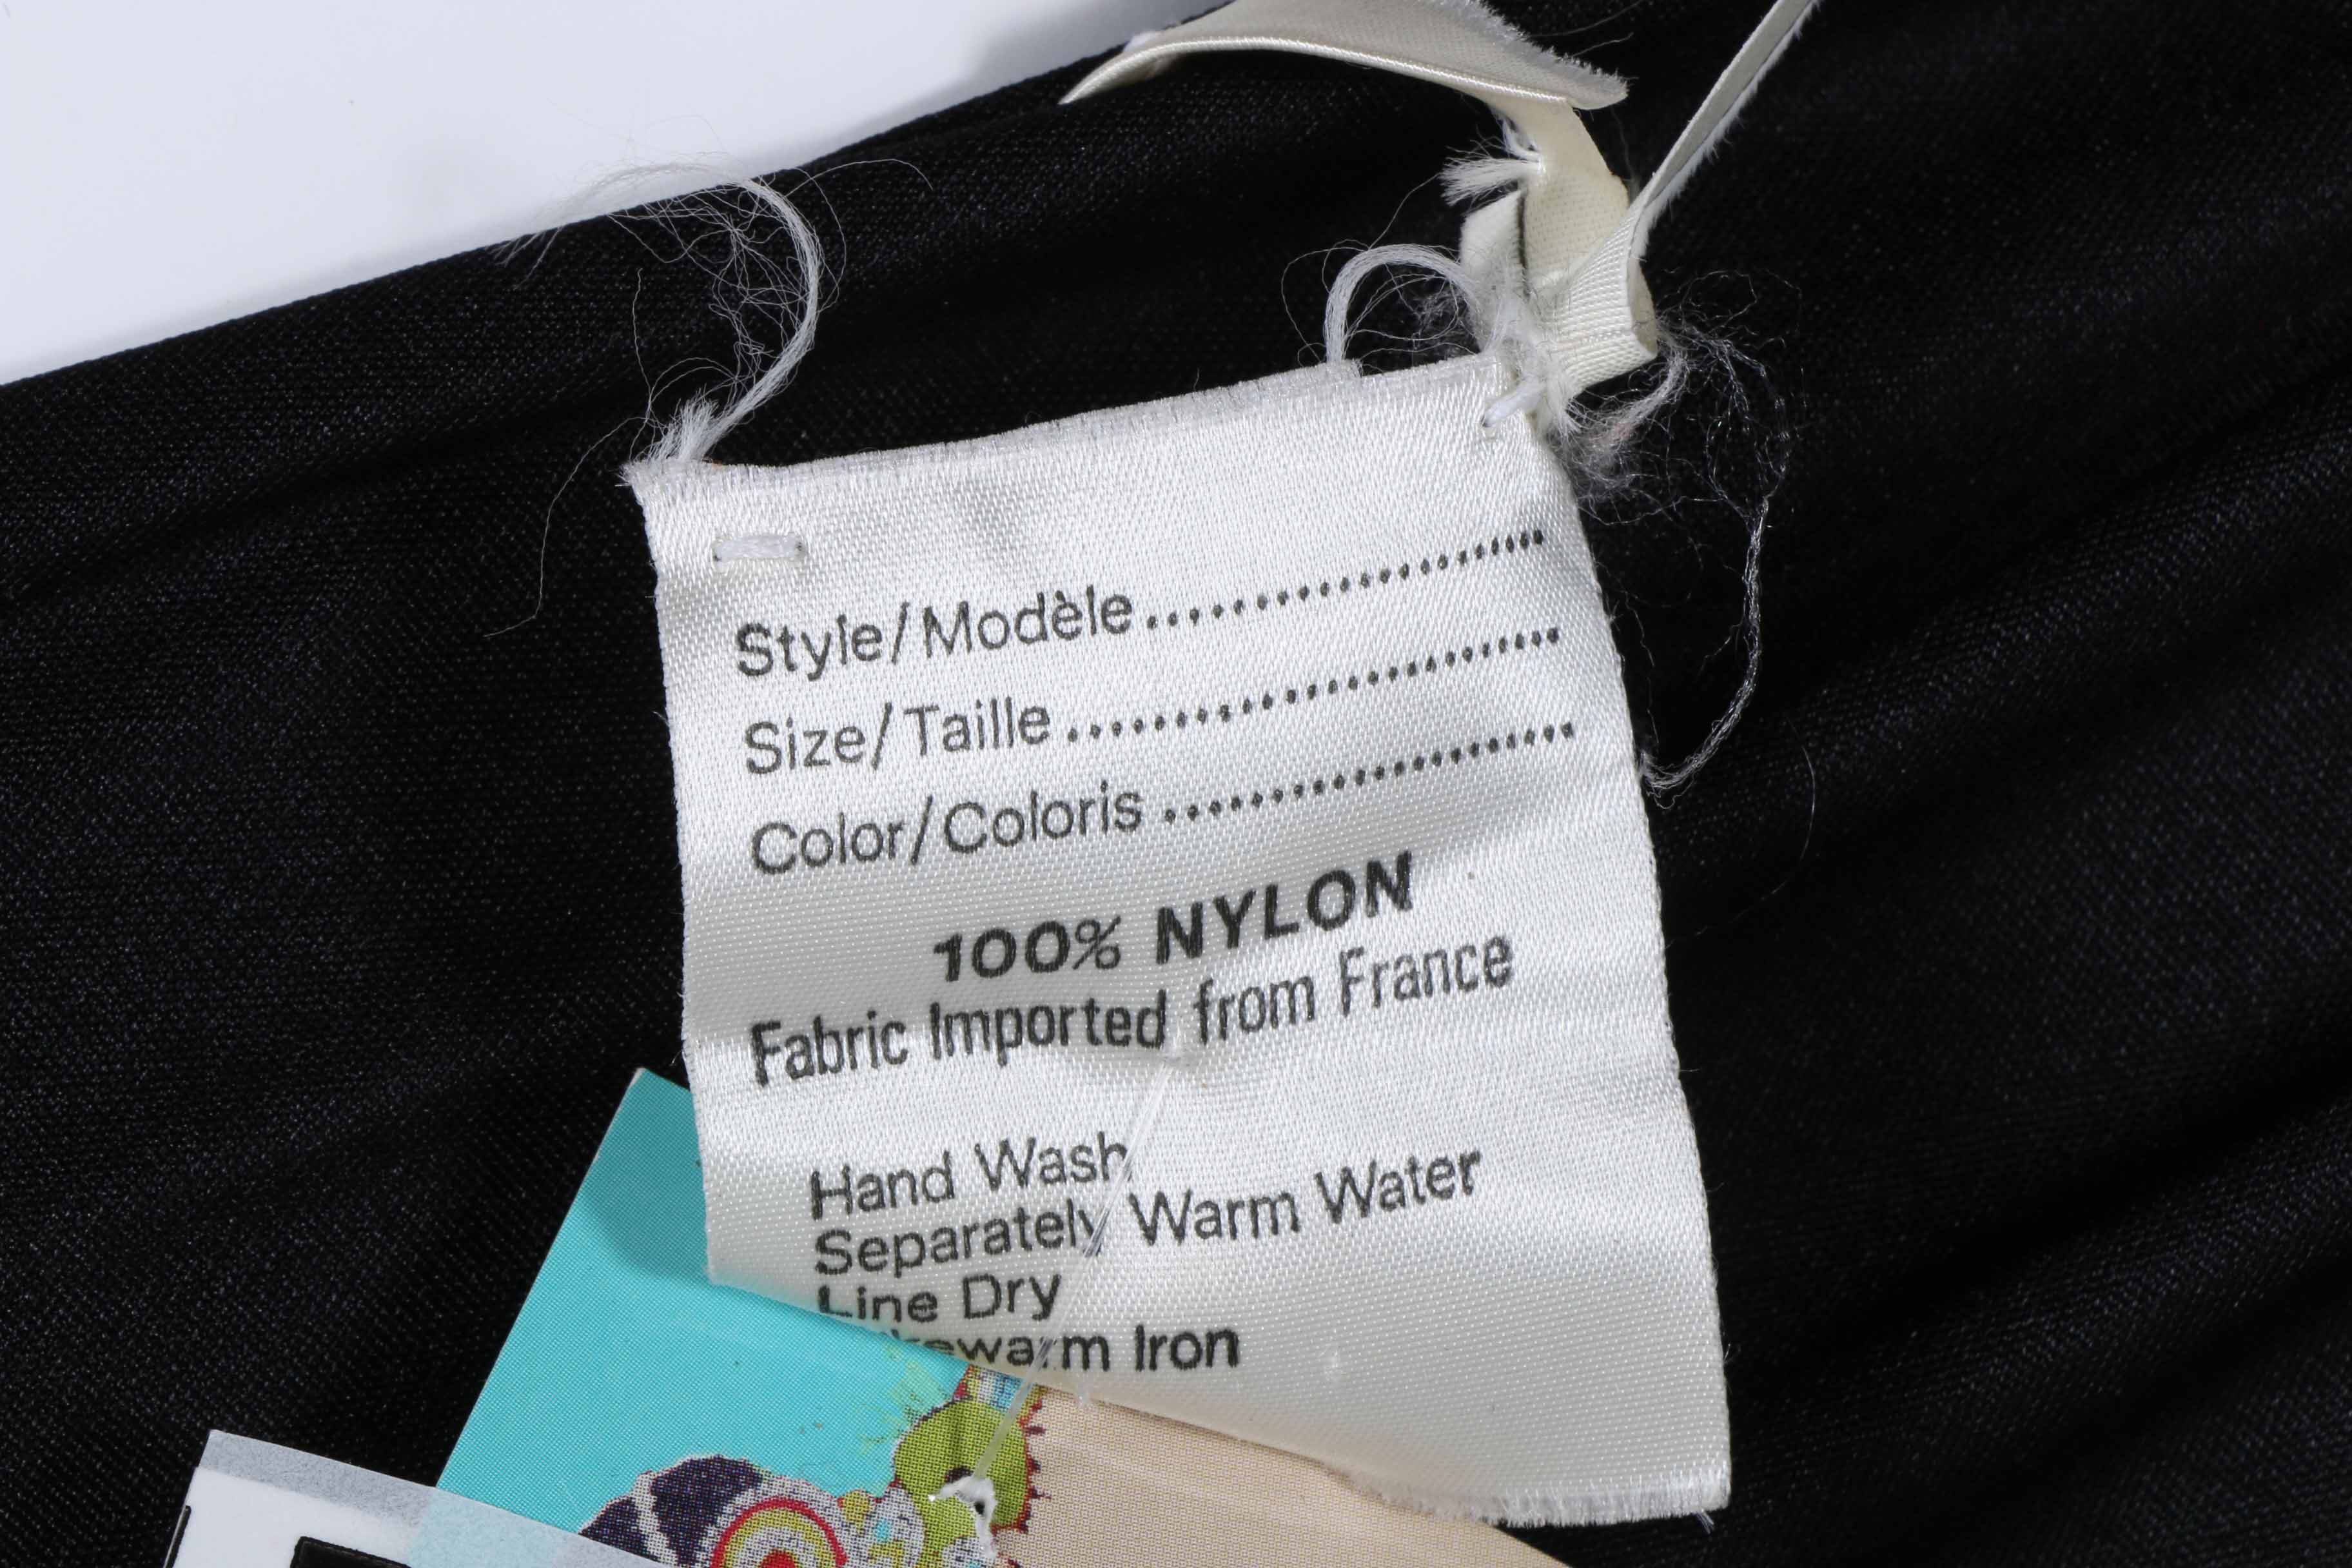 Style/Modèle....................
Size/Taille........................
Color/Coloris ....................
100% NYLON
Fabric Imported from France
Hand Wash
Separately Warm Water
Line Dry
Iron